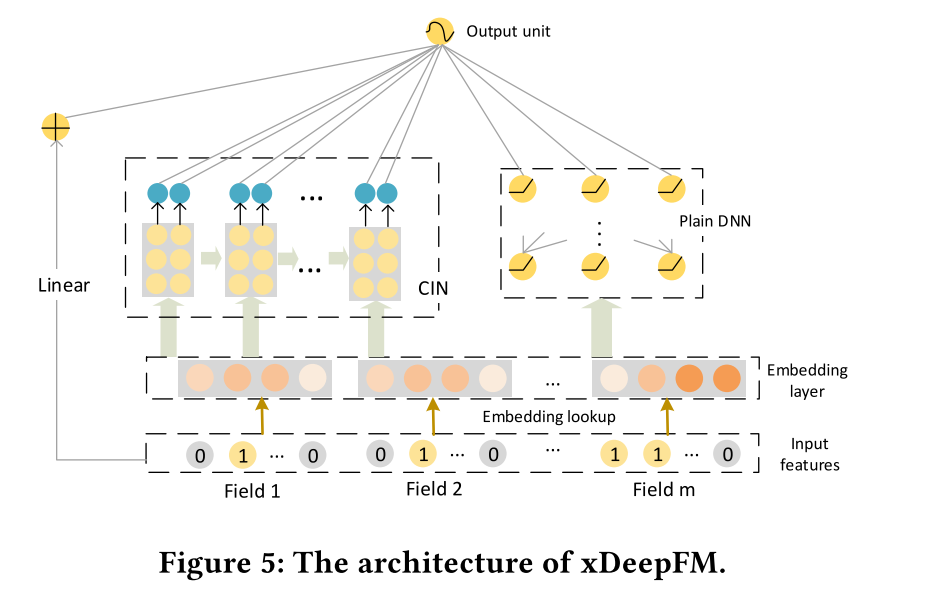 Output unit
Plain DNN
...
Linear
...
CIN
...
Embedding
layer
Embedding lookup
0 1 ... 0 0 1 ... 0 ... 1 1 ... 0
Input
features
Field 1 Field 2 Field m
Figure 5: The architecture of xDeepFM.